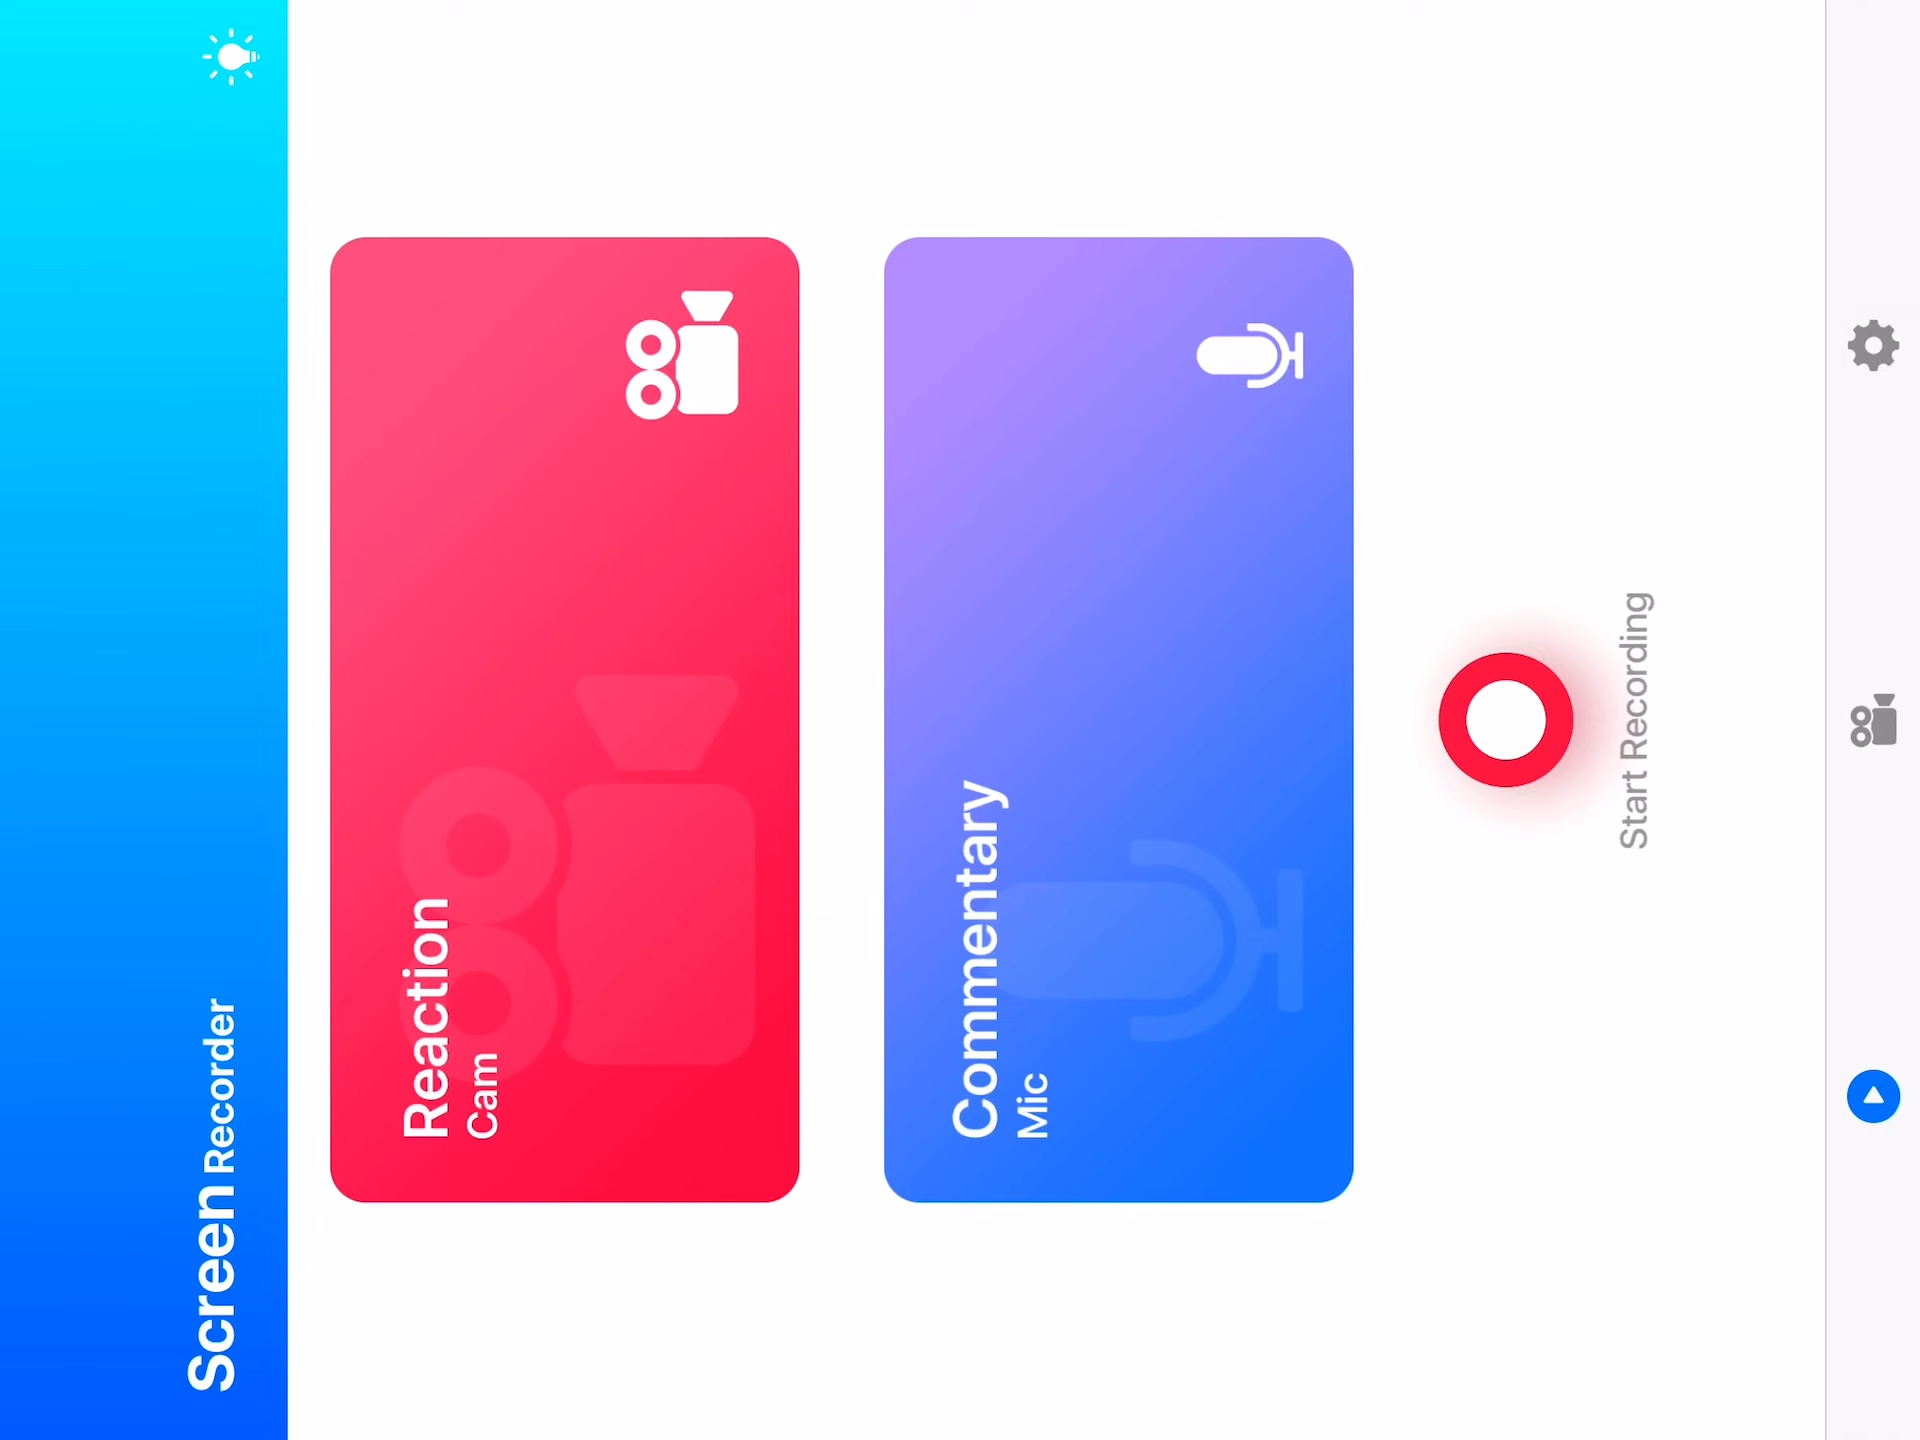 Screen Recorder
Reaction
Cam
Commentary
Mic
Start Recording